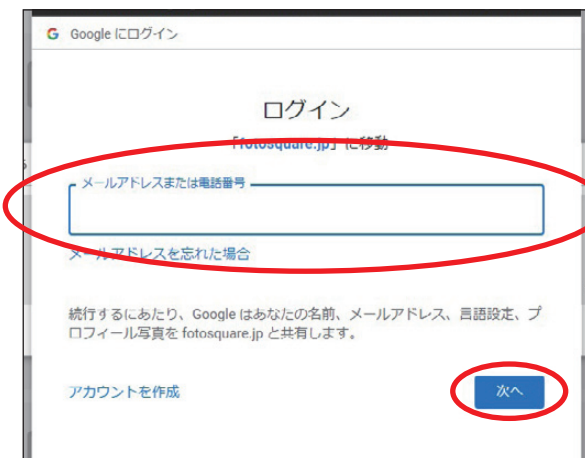 Google にログイン
ログイン
「fotosquare.jp」に移動
メールアドレスまたは電話番号
メールアドレスを忘れた場合
続行するにあたり、Google はあなたの名前、メールアドレス、言語設定、プ
ロフィール写真を fotosquare.jp と共有します。
アカウントを作成
次へ